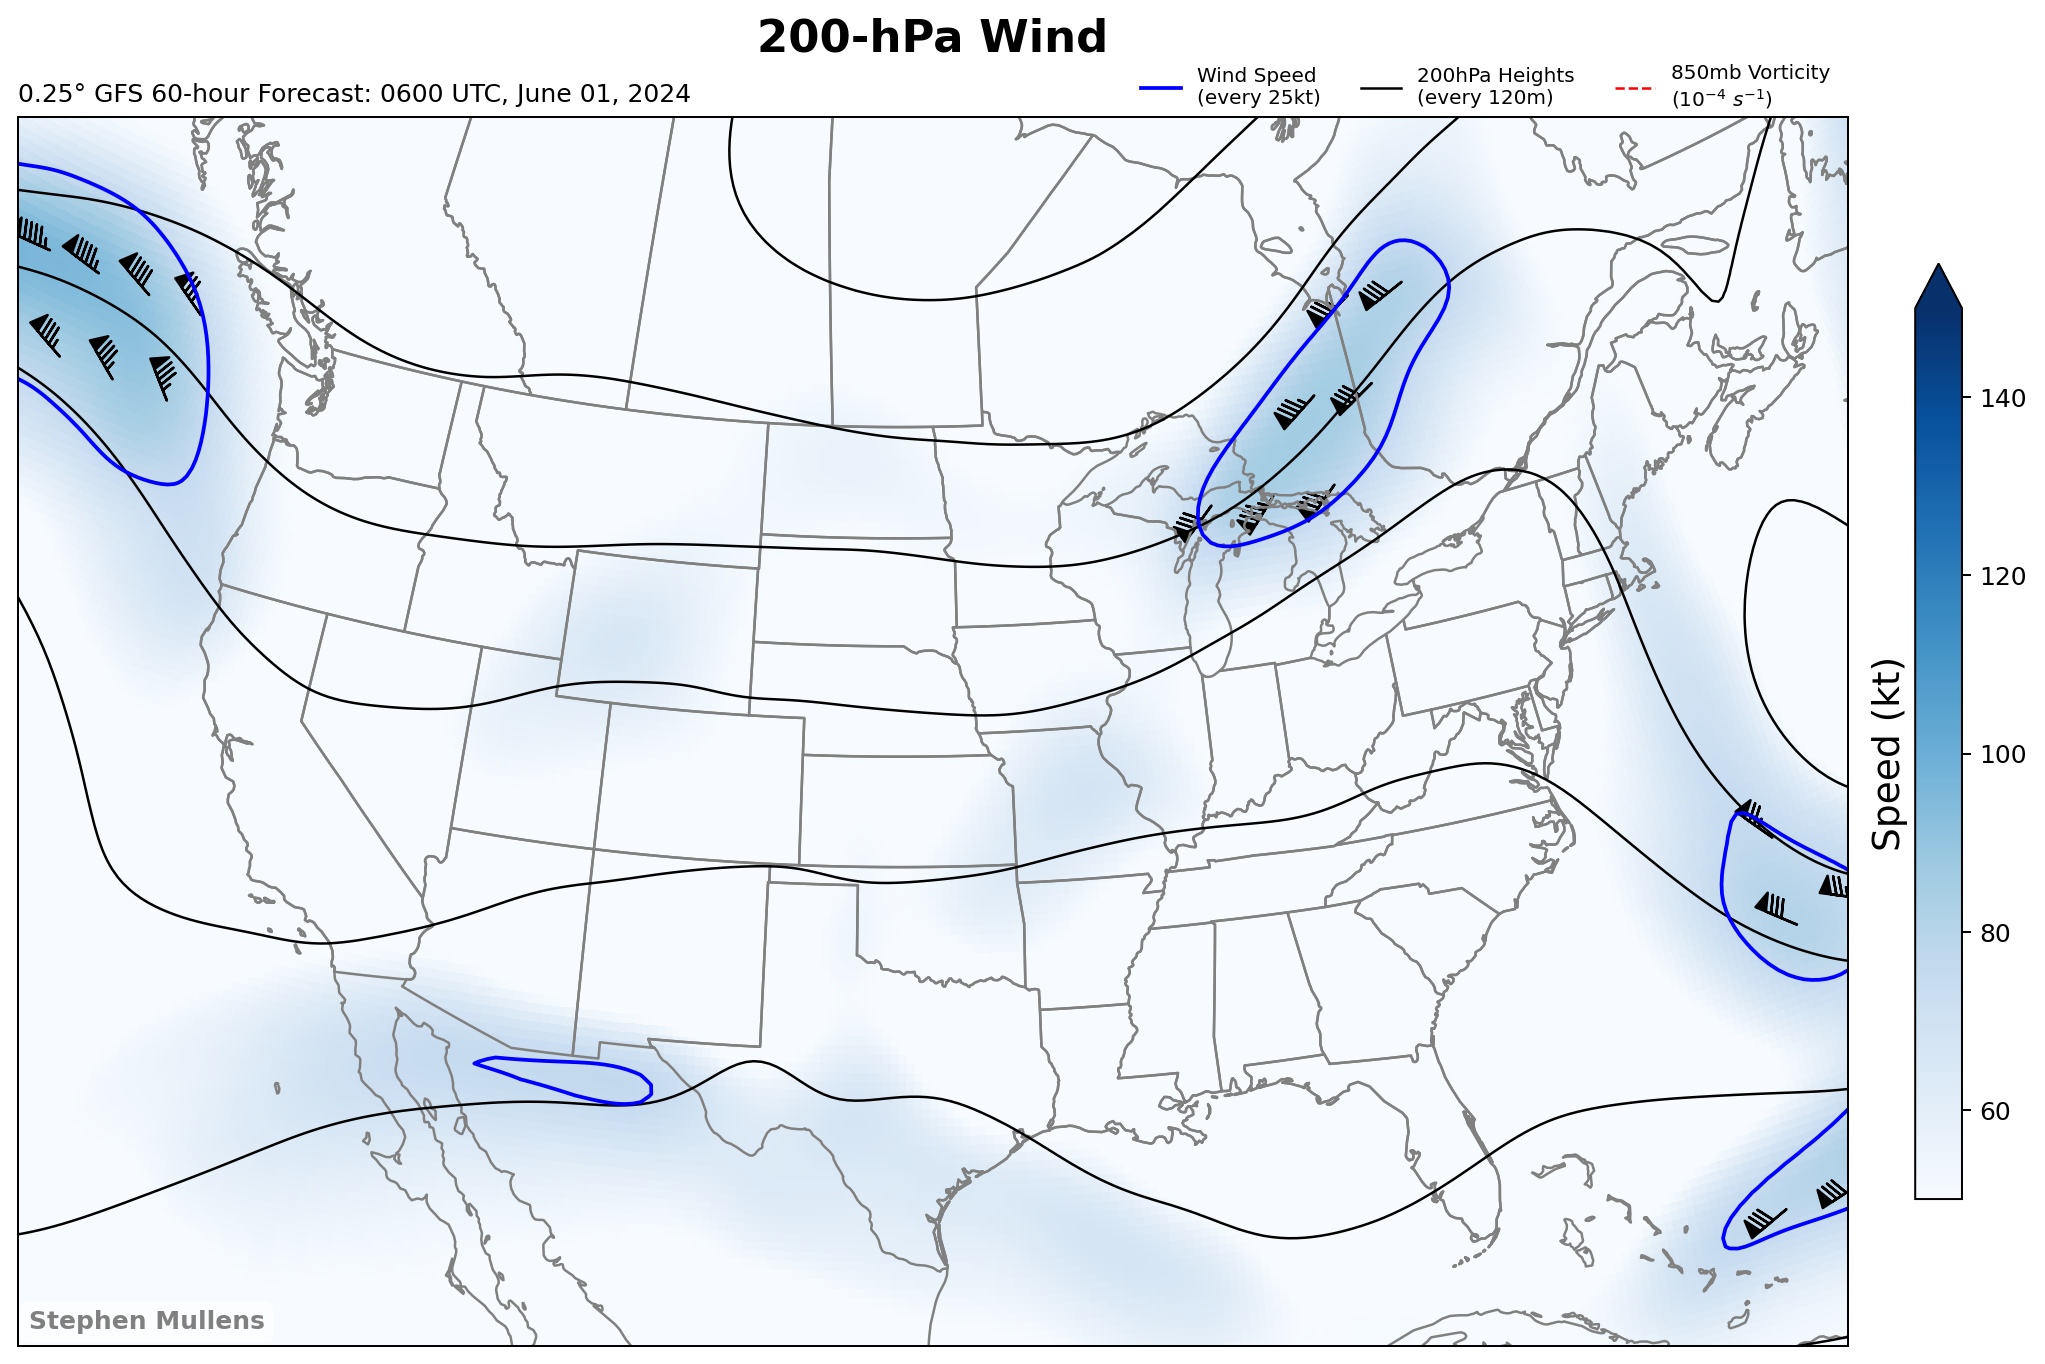 200-hPa Wind
0.25° GFS 60-hour Forecast: 0600 UTC, June 01, 2024
Wind Speed
(every 25kt)
200hPa Heights
(every 120m)
850mb Vorticity
(10⁻⁴ s⁻¹)
140
120
100
80
60
Speed (kt)
Stephen Mullens